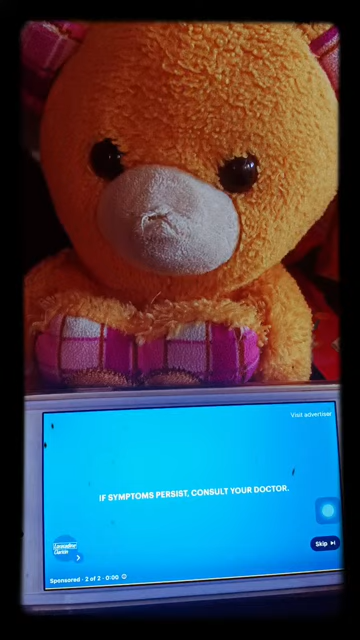 Visit advertiser
IF SYMPTOMS PERSIST, CONSULT YOUR DOCTOR.
Skip
Sponsored · 2 of 2 · 0:00